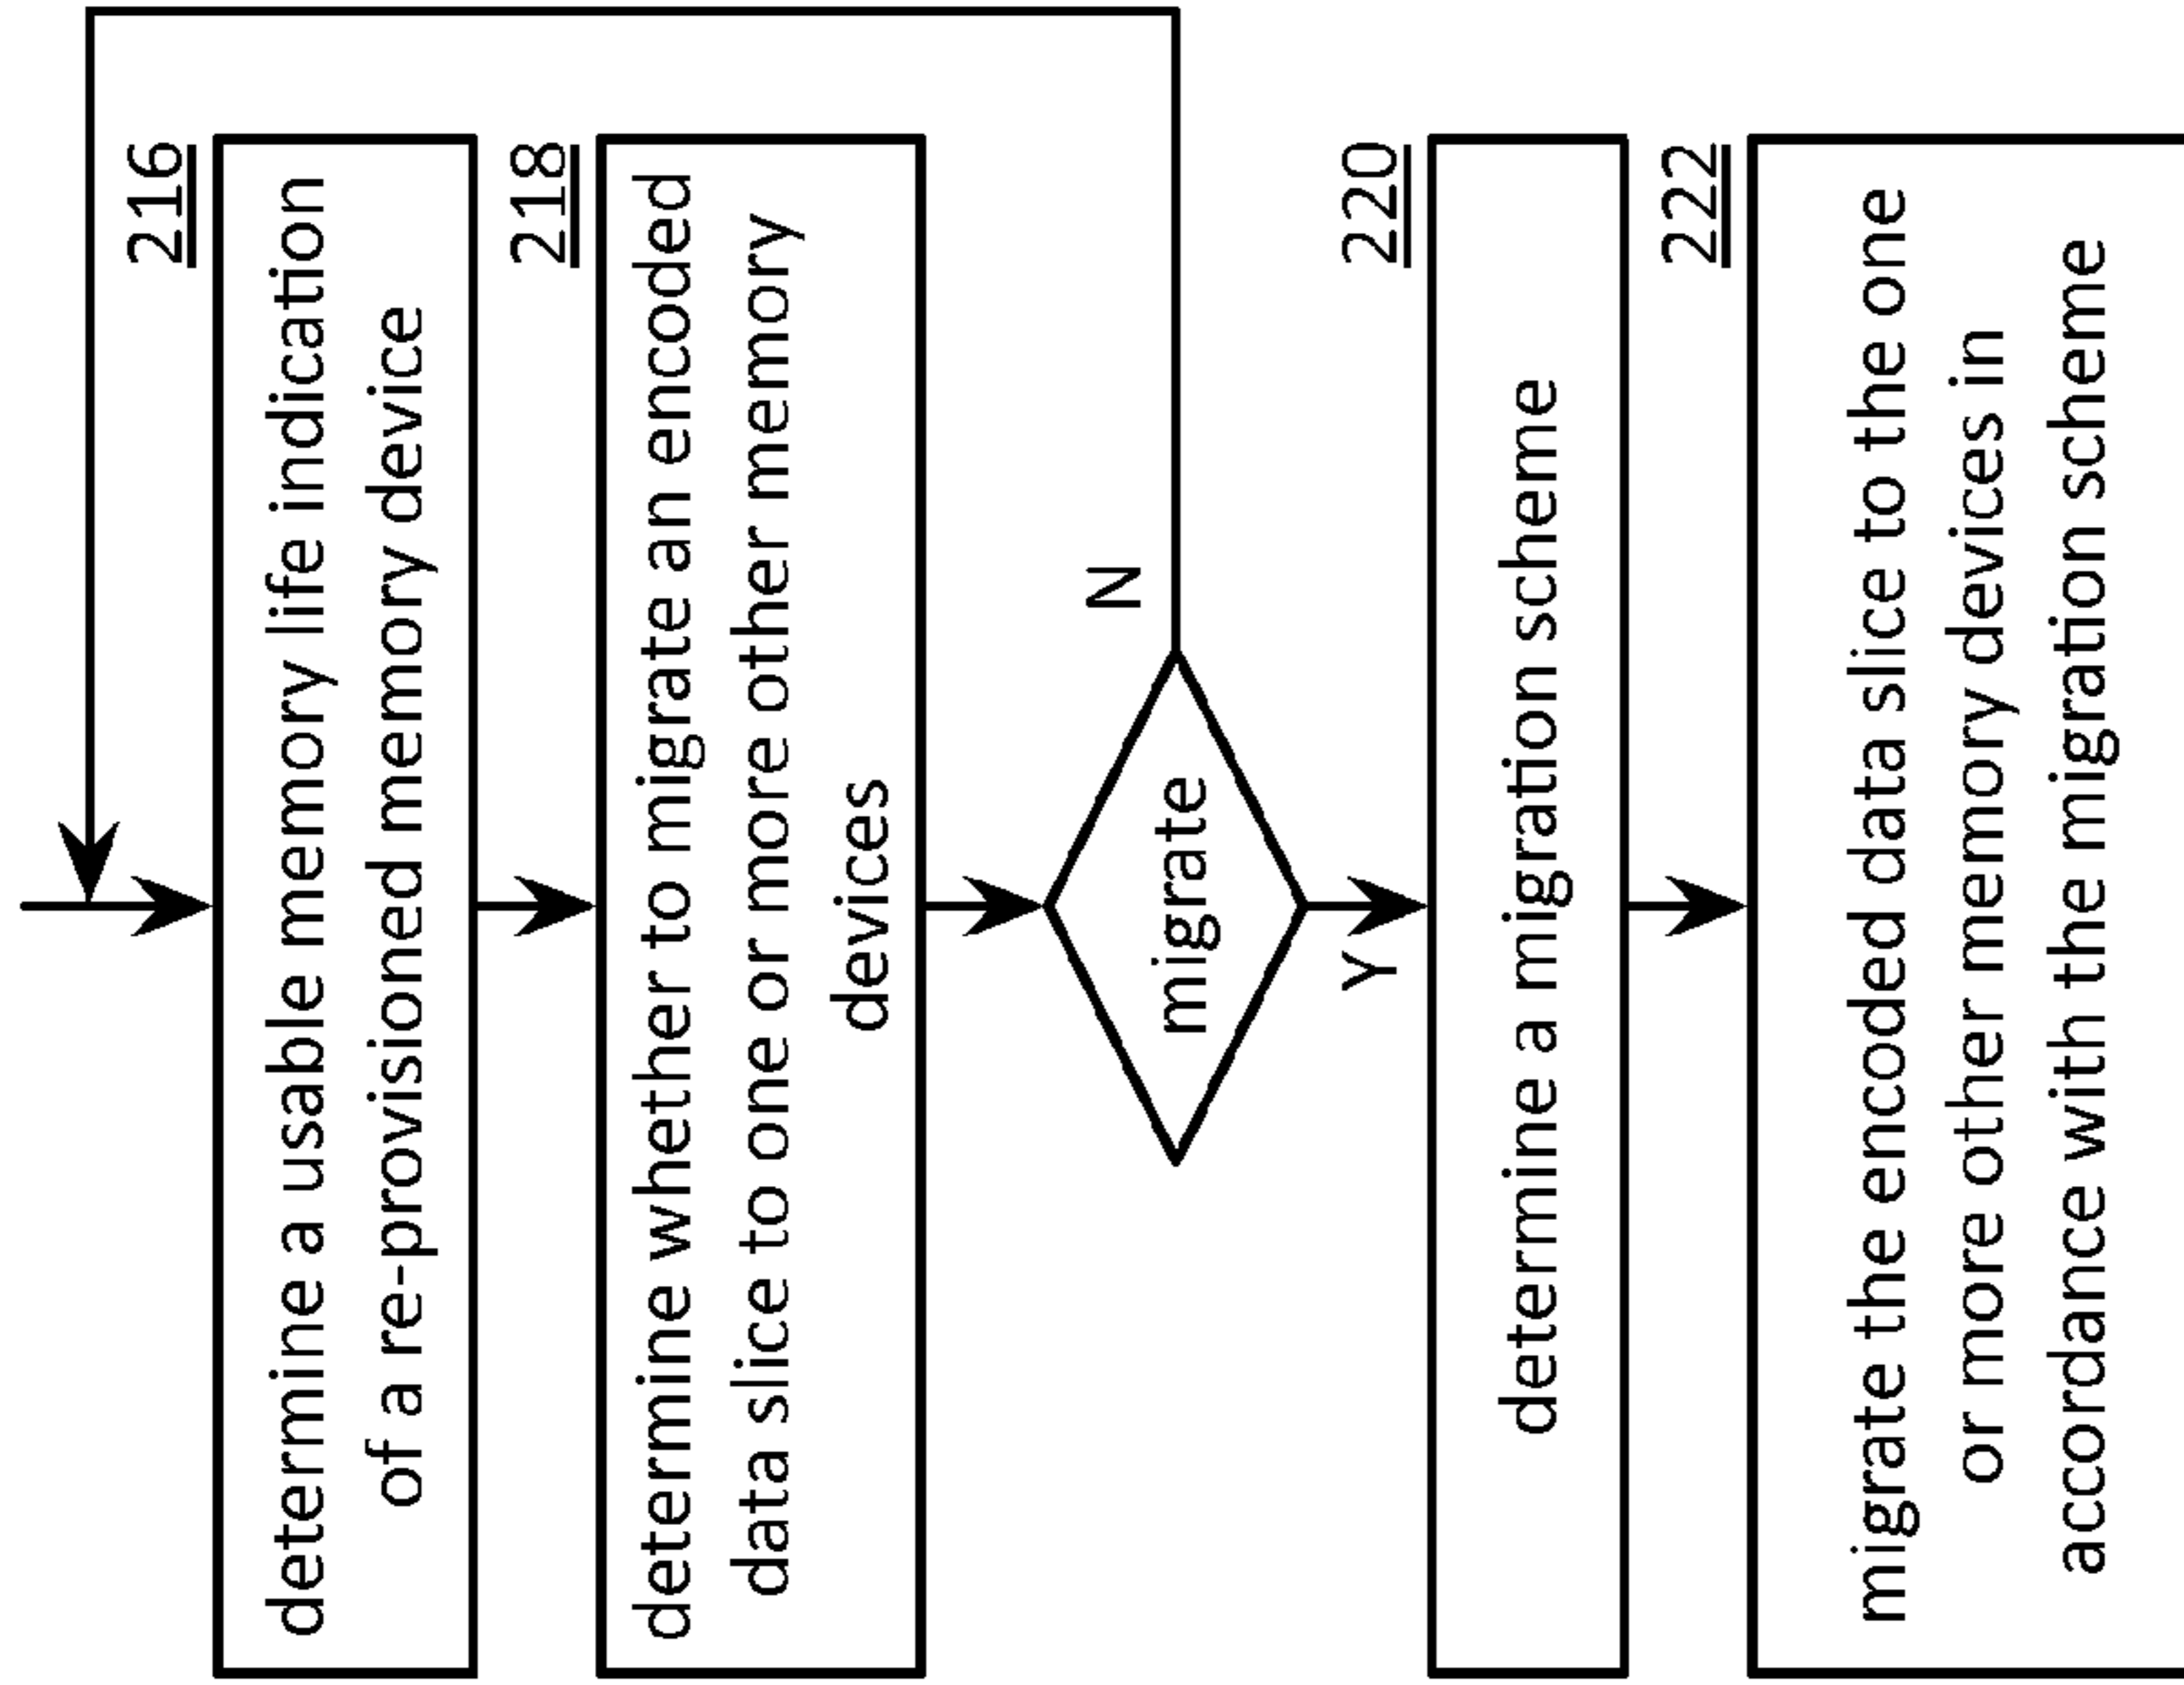 216
determine a usable memory life indication
of a re-provisioned memory device
218
determine whether to migrate an encoded
data slice to one or more other memory
devices
migrate
N
Y
220
determine a migration scheme
222
migrate the encoded data slice to the one
or more other memory devices in
accordance with the migration scheme